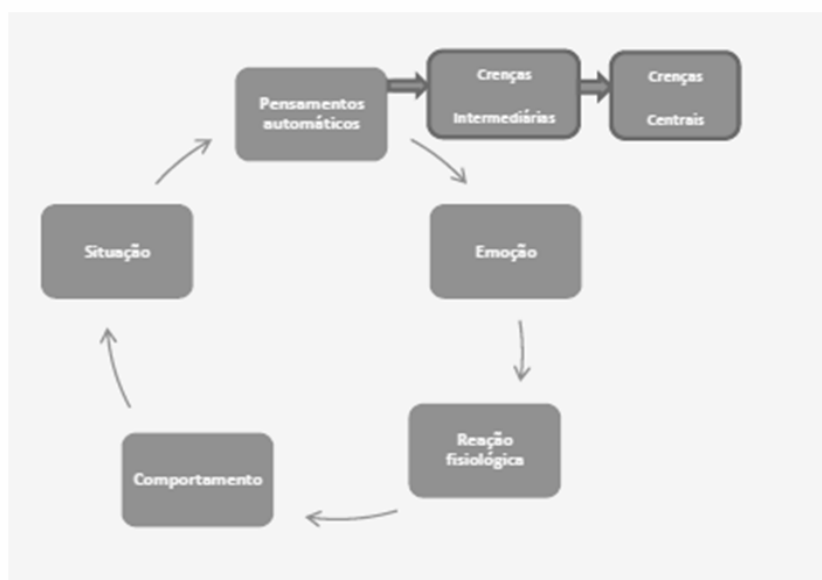 Pensamentos
automáticos
Crenças
Intermediárias
Crenças
Centrais
Situação
Emoção
Reação
fisiológica
Comportamento